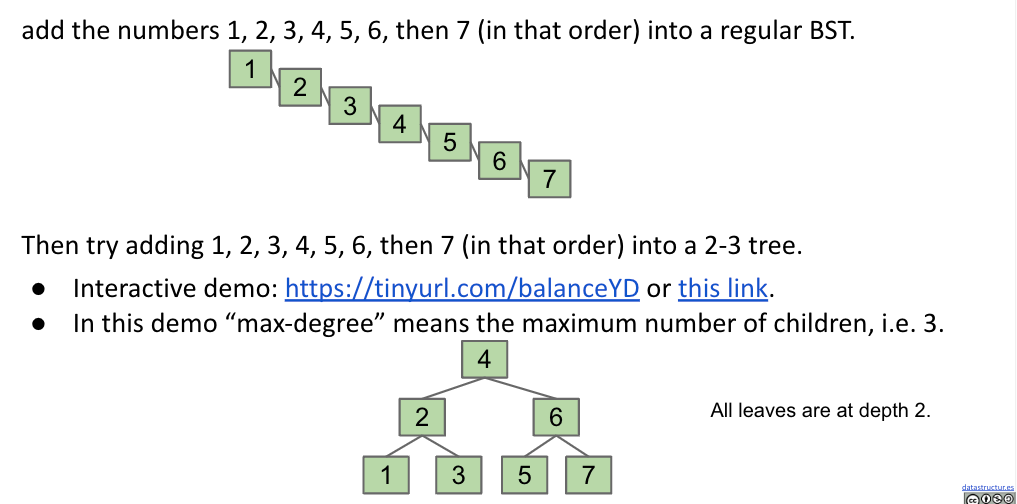 add the numbers 1, 2, 3, 4, 5, 6, then 7 (in that order) into a regular BST.
1
2
3
4
5
6
7
Then try adding 1, 2, 3, 4, 5, 6, then 7 (in that order) into a 2-3 tree.
● Interactive demo: https://tinyurl.com/balanceYD or this link.
● In this demo “max-degree” means the maximum number of children, i.e. 3.
4
2 6
All leaves are at depth 2.
1 3 5 7
datastructur.es
cc